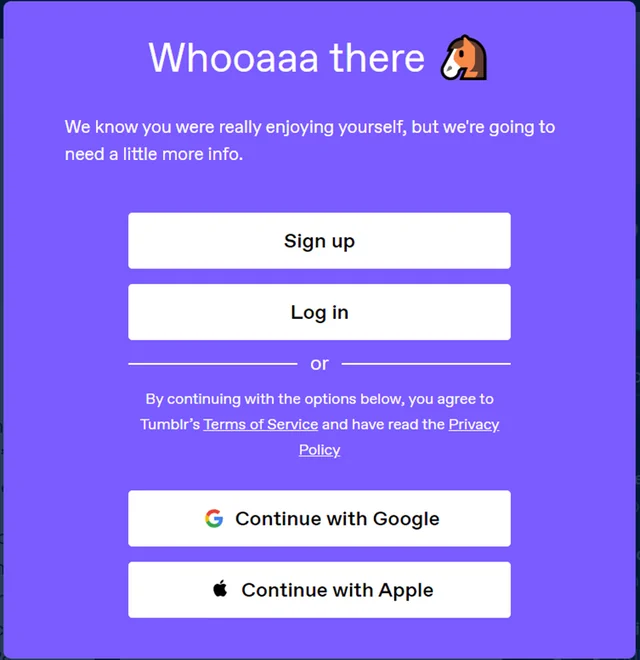 Whooaaa there
We know you were really enjoying yourself, but we're going to
need a little more info.
Sign up
Log in
or
By continuing with the options below, you agree to
Tumblr’s Terms of Service and have read the Privacy
Policy
Continue with Google
Continue with Apple